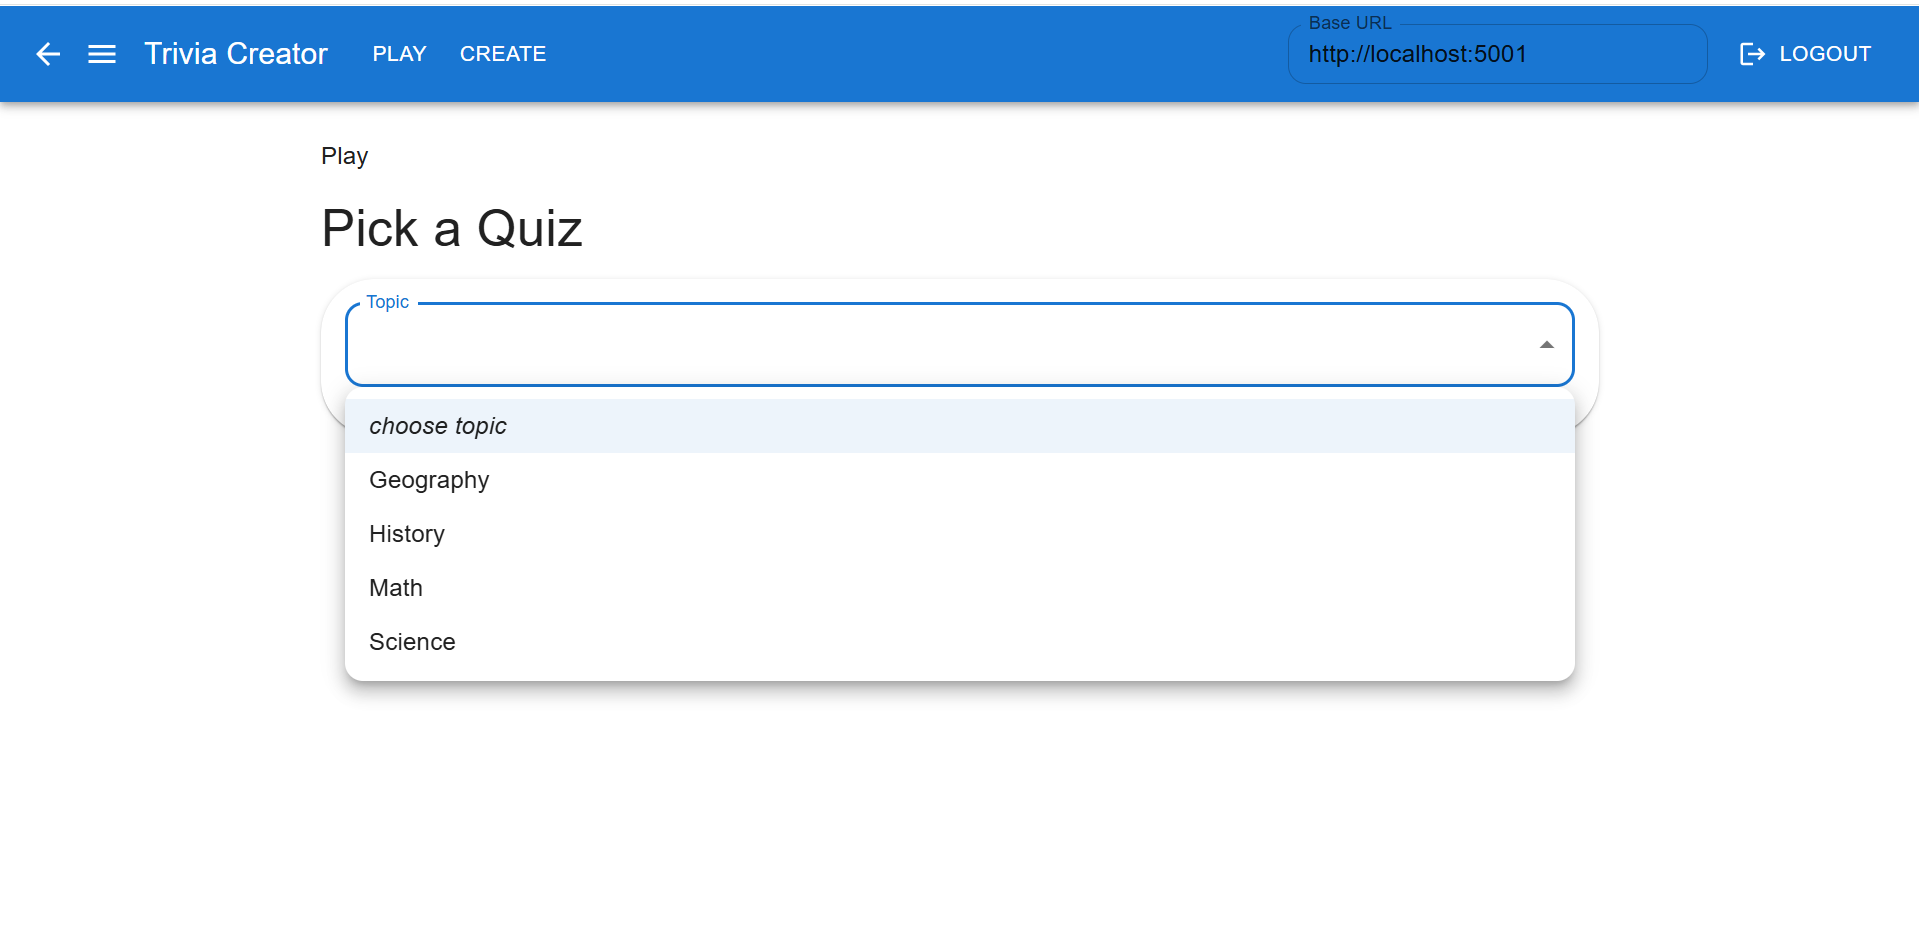 Base URL
Trivia Creator PLAY CREATE http://localhost:5001 LOGOUT
Play
Pick a Quiz
Topic
choose topic
Geography
History
Math
Science